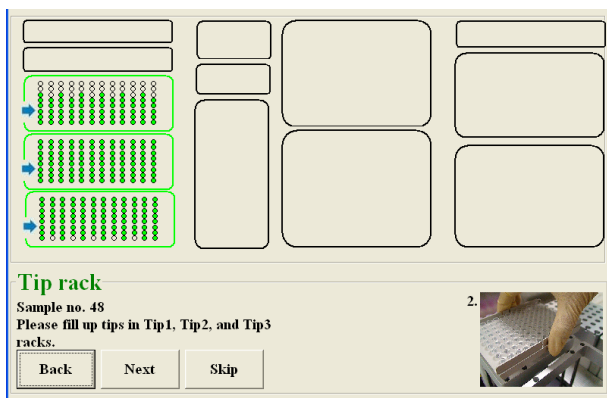 Tip rack
Sample no. 48
Please fill up tips in Tip1, Tip2, and Tip3
racks.
Back Next Skip
2.